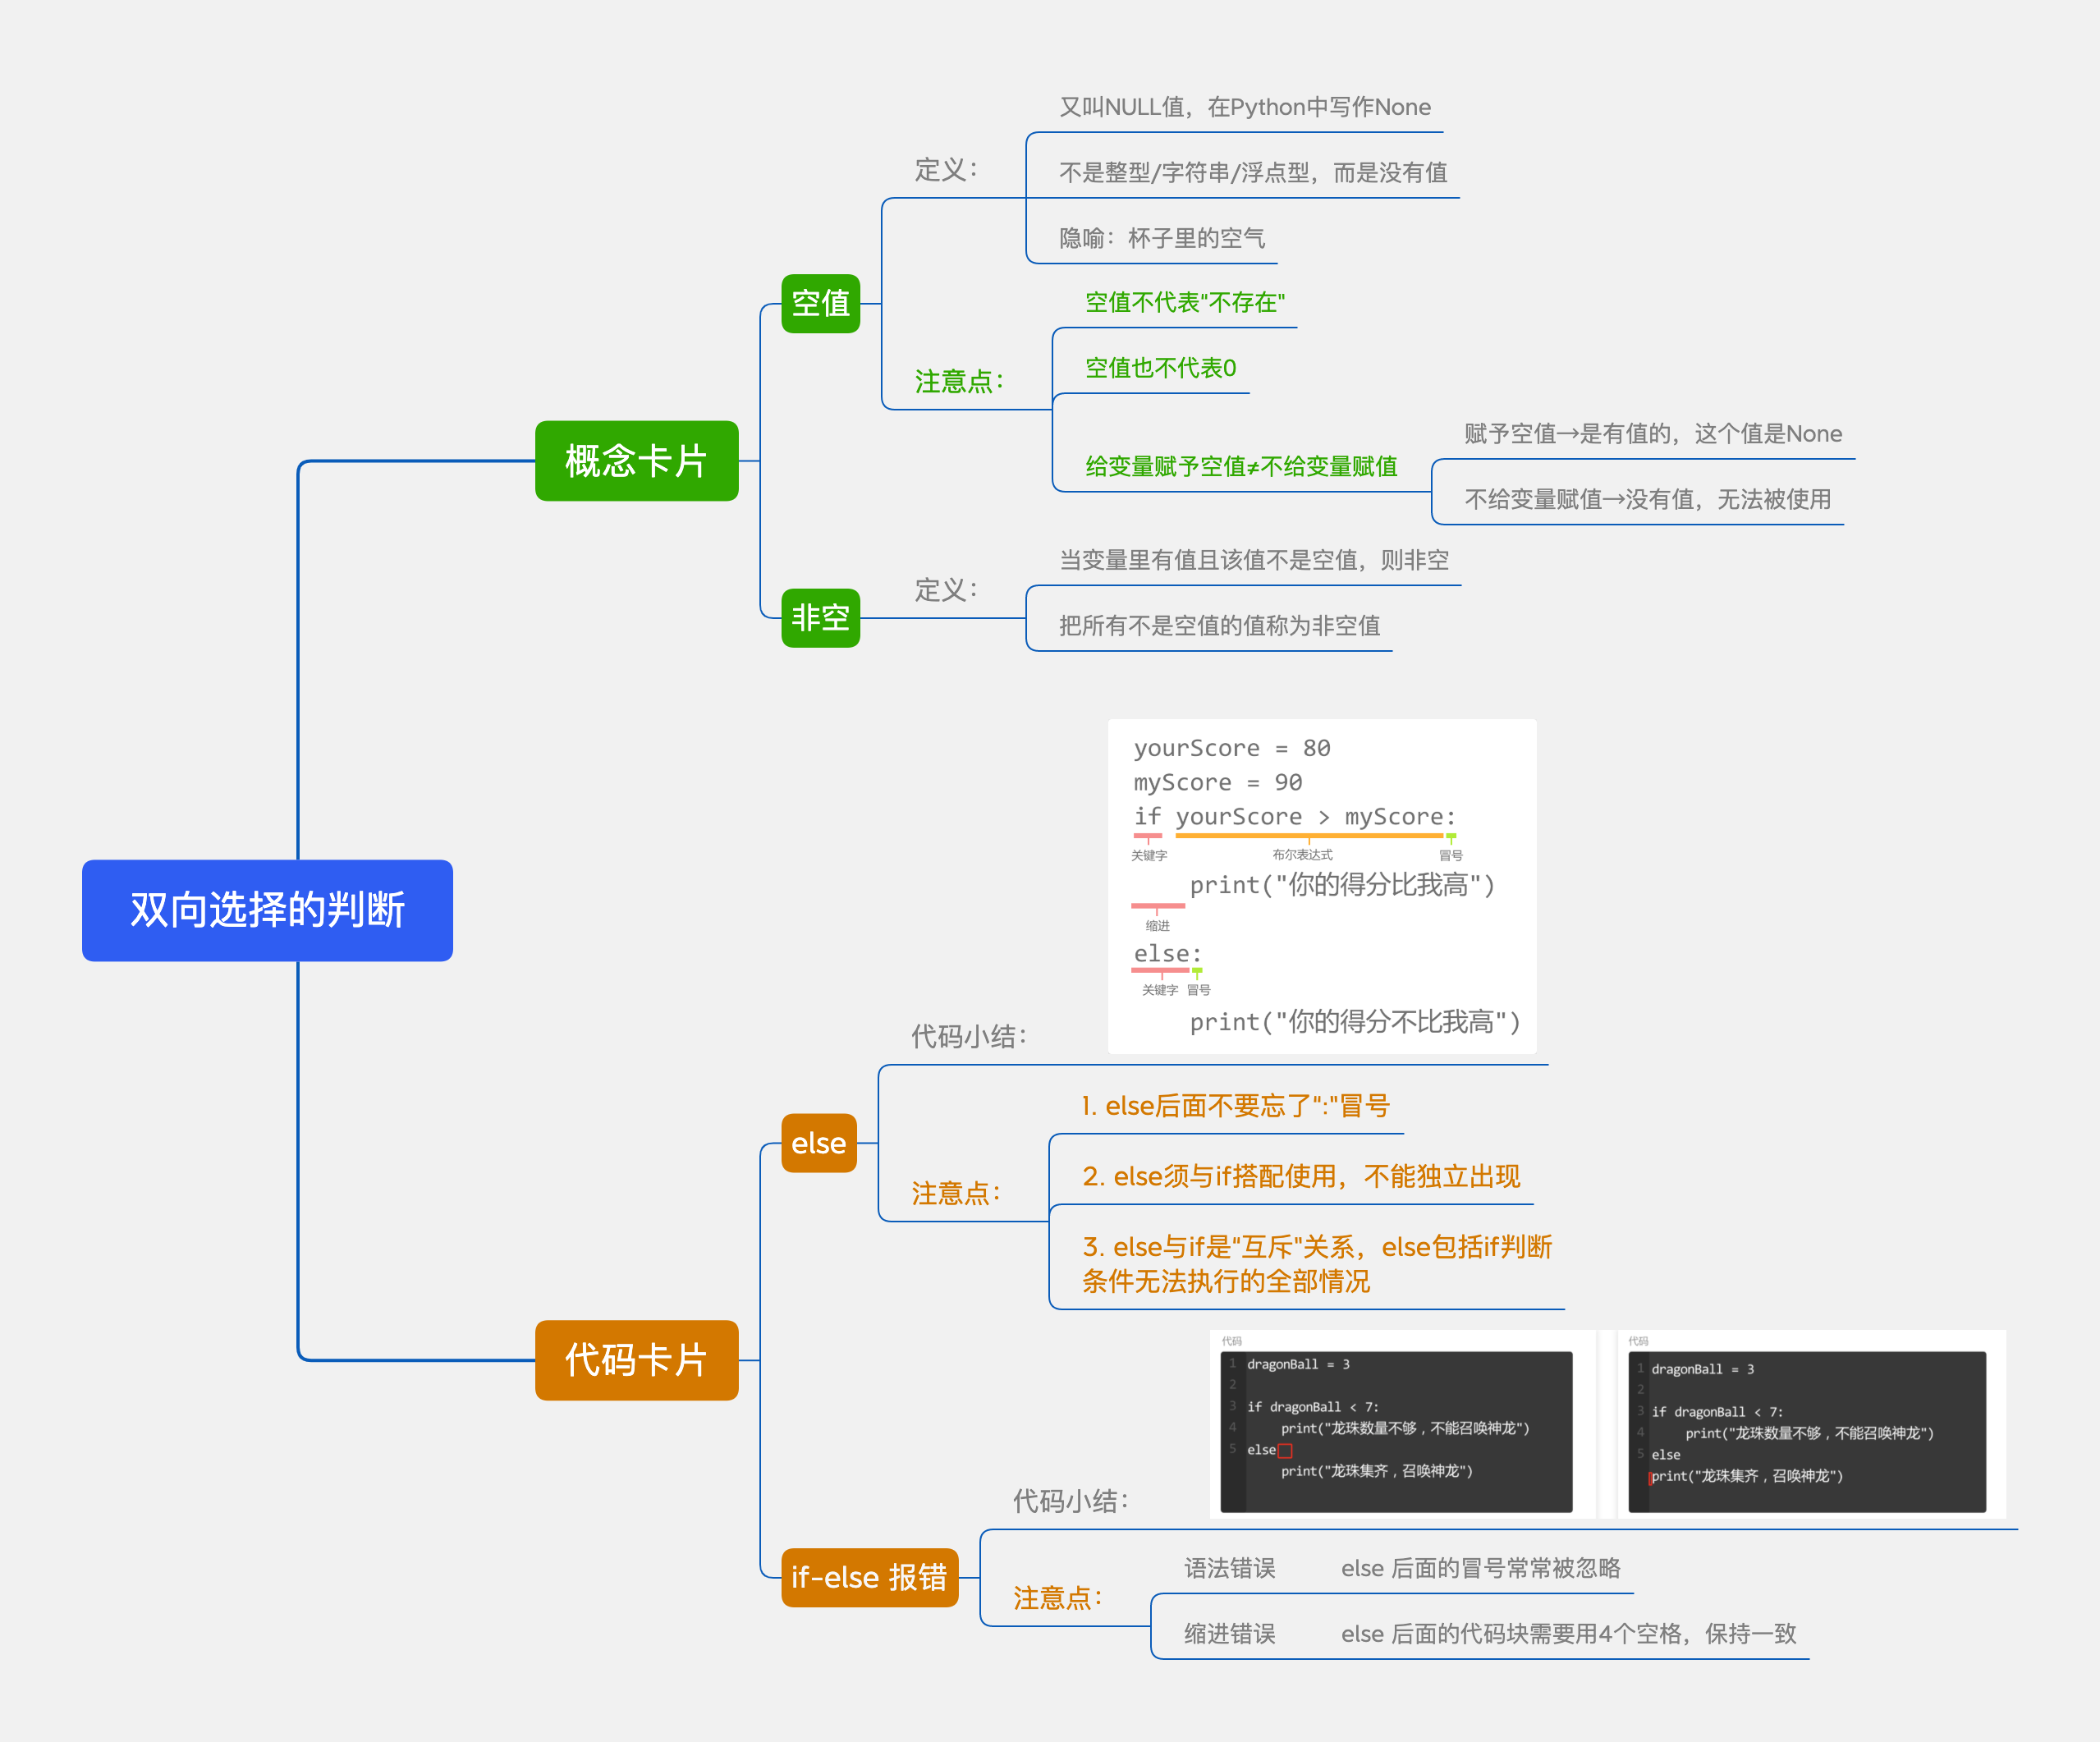 双向选择的判断
概念卡片
空值
定义：
又叫NULL值，在Python中写作None
不是整型/字符串/浮点型，而是没有值
隐喻：杯子里的空气
注意点：
空值不代表"不存在"
空值也不代表0
给变量赋予空值≠不给变量赋值
赋予空值→是有值的，这个值是None
不给变量赋值→没有值，无法被使用
非空
定义：
当变量里有值且该值不是空值，则非空
把所有不是空值的值称为非空值
代码卡片
else
代码小结：
yourScore = 80
myScore = 90
if yourScore > myScore:
关键字 布尔表达式 冒号
print("你的得分比我高")
缩进
else:
关键字 冒号
print("你的得分不比我高")
注意点：
1. else后面不要忘了":"冒号
2. else须与if搭配使用，不能独立出现
3. else与if是"互斥"关系，else包括if判断
条件无法执行的全部情况
if-else 报错
代码小结：
代码
1 dragonBall = 3
2
3 if dragonBall < 7:
4 print("龙珠数量不够，不能召唤神龙")
5 else
print("龙珠集齐，召唤神龙")
代码
1 dragonBall = 3
2
3 if dragonBall < 7:
4 print("龙珠数量不够，不能召唤神龙")
5 else
print("龙珠集齐，召唤神龙")
注意点：
语法错误 else 后面的冒号常常被忽略
缩进错误 else 后面的代码块需要用4个空格，保持一致